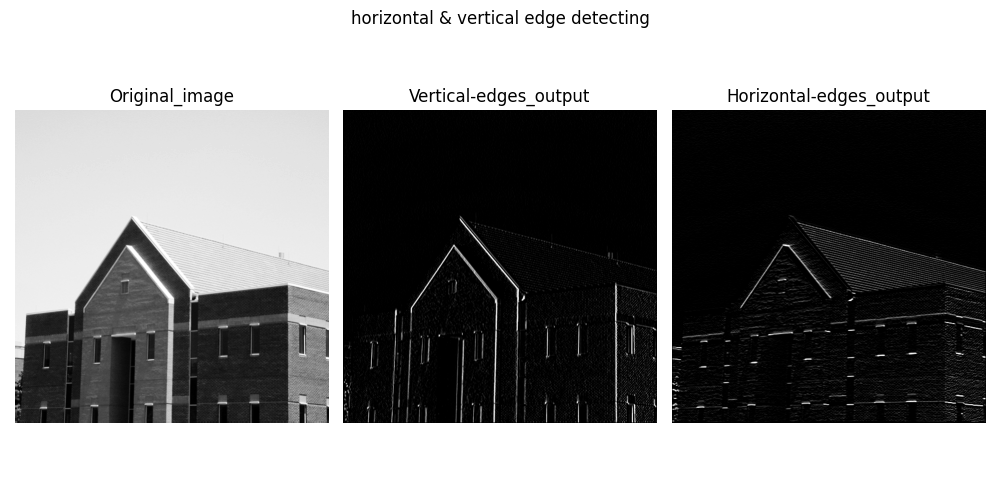 horizontal & vertical edge detecting
Original_image
Vertical-edges_output
Horizontal-edges_output